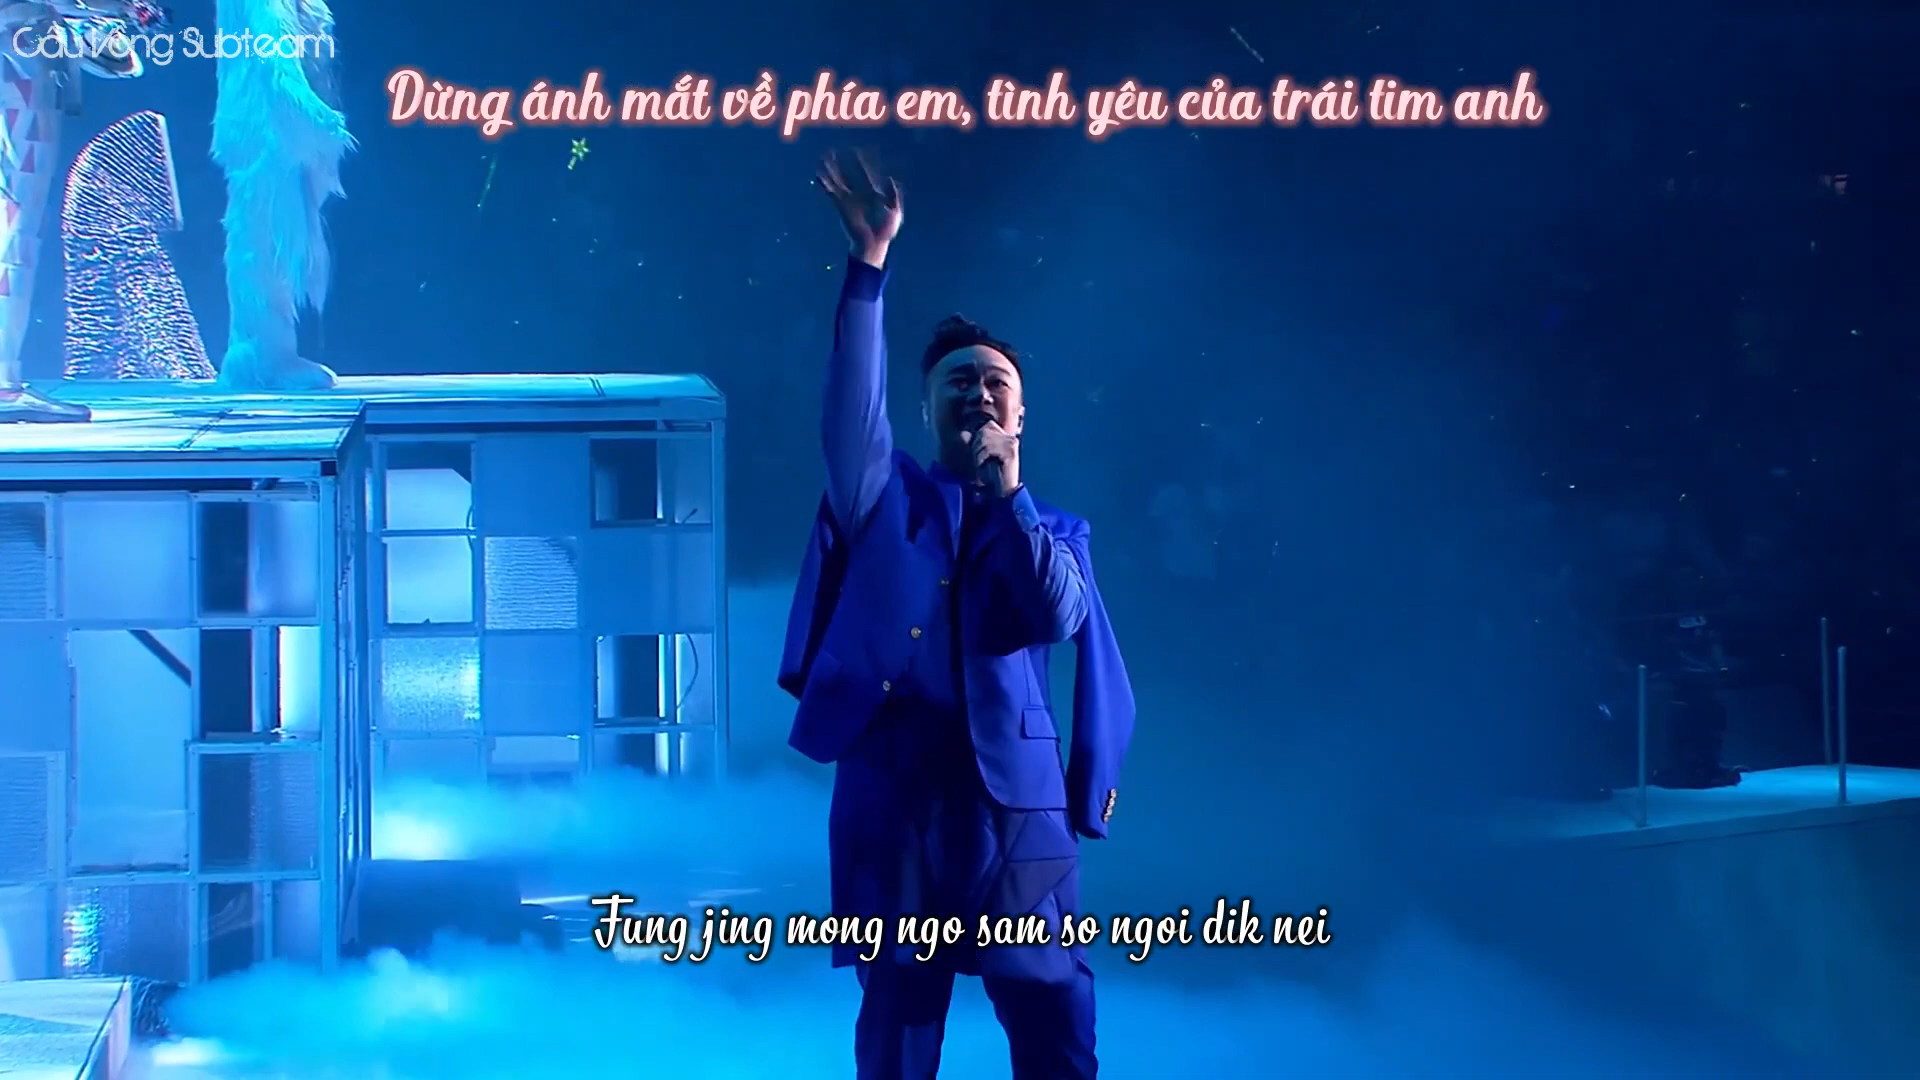 Cầu Vồng Subteam
Dừng ánh mắt về phía em, tình yêu của trái tim anh
Fung jing mong ngo sam so ngoi dik nei